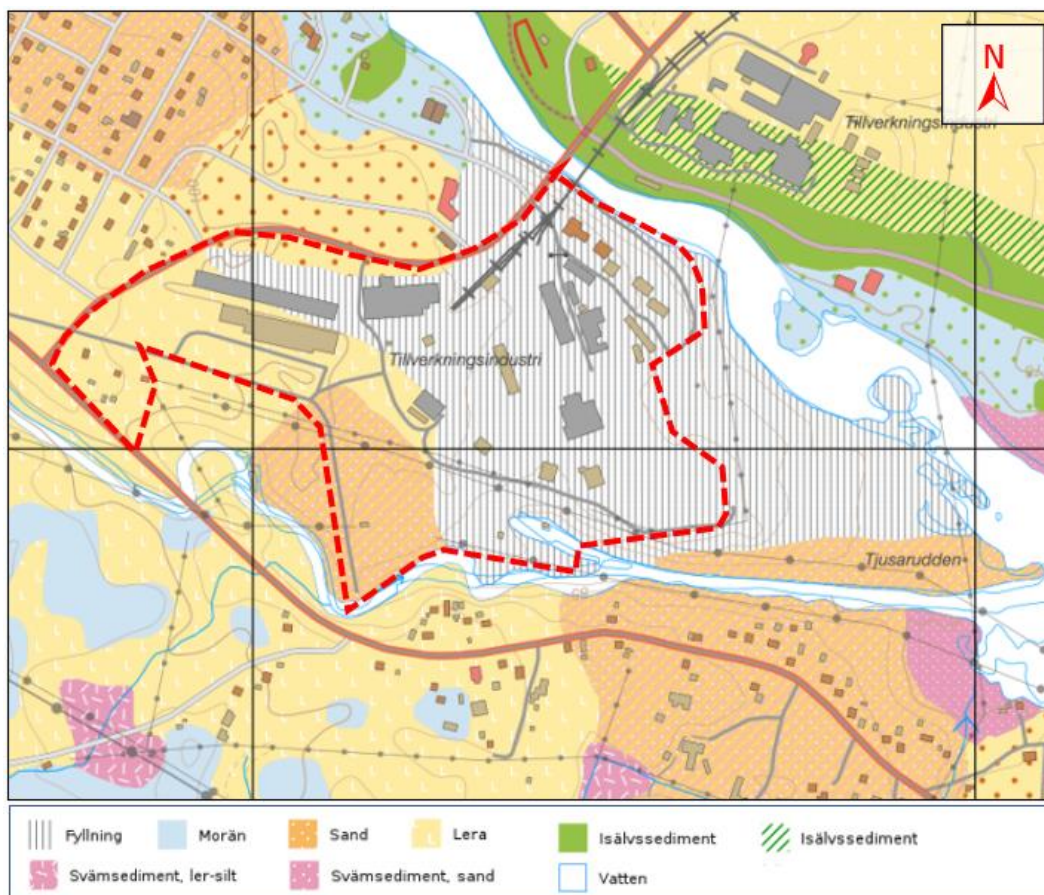 N
Tillverkningsindustri
Tillverkningsindustri
Tjusarudden
Fyllning
Morän
Sand
Lera
Isälvssediment
Isälvssediment
Svämsediment, ler-silt
Svämsediment, sand
Vatten